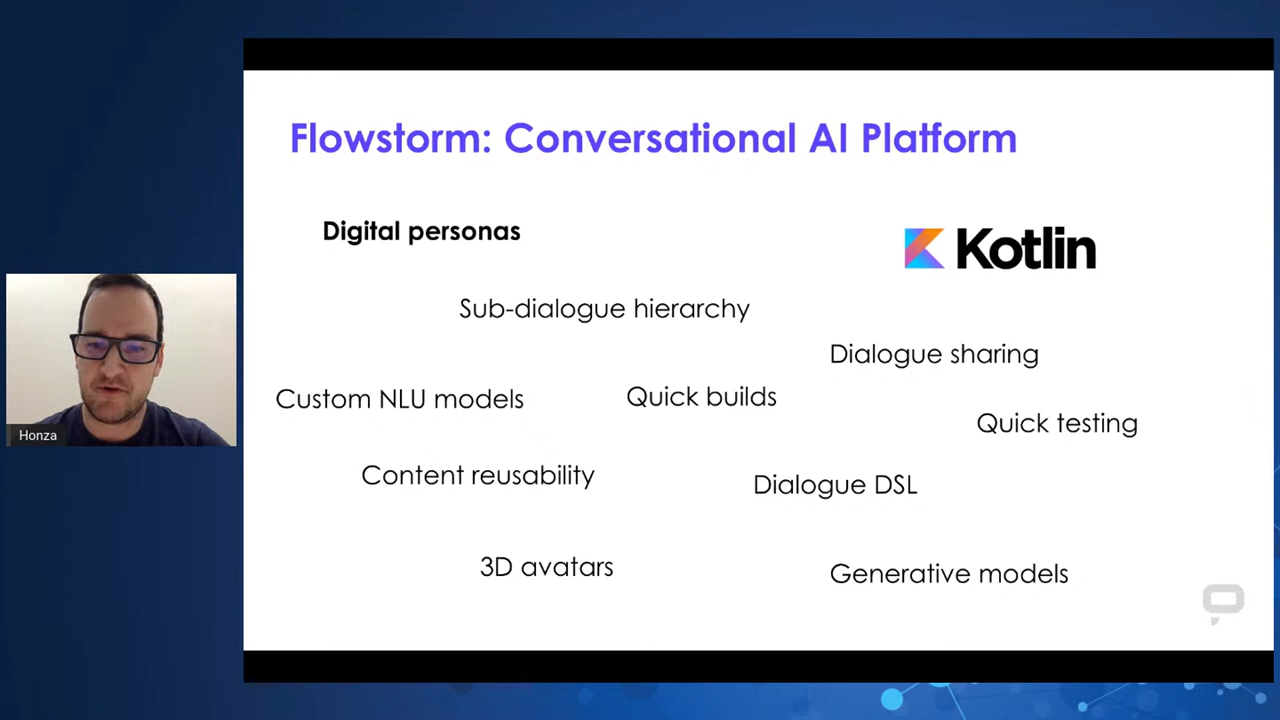 Flowstorm: Conversational AI Platform
Digital personas
Kotlin
Sub-dialogue hierarchy
Dialogue sharing
Custom NLU models
Quick builds
Quick testing
Content reusability
Dialogue DSL
3D avatars
Generative models
Honza